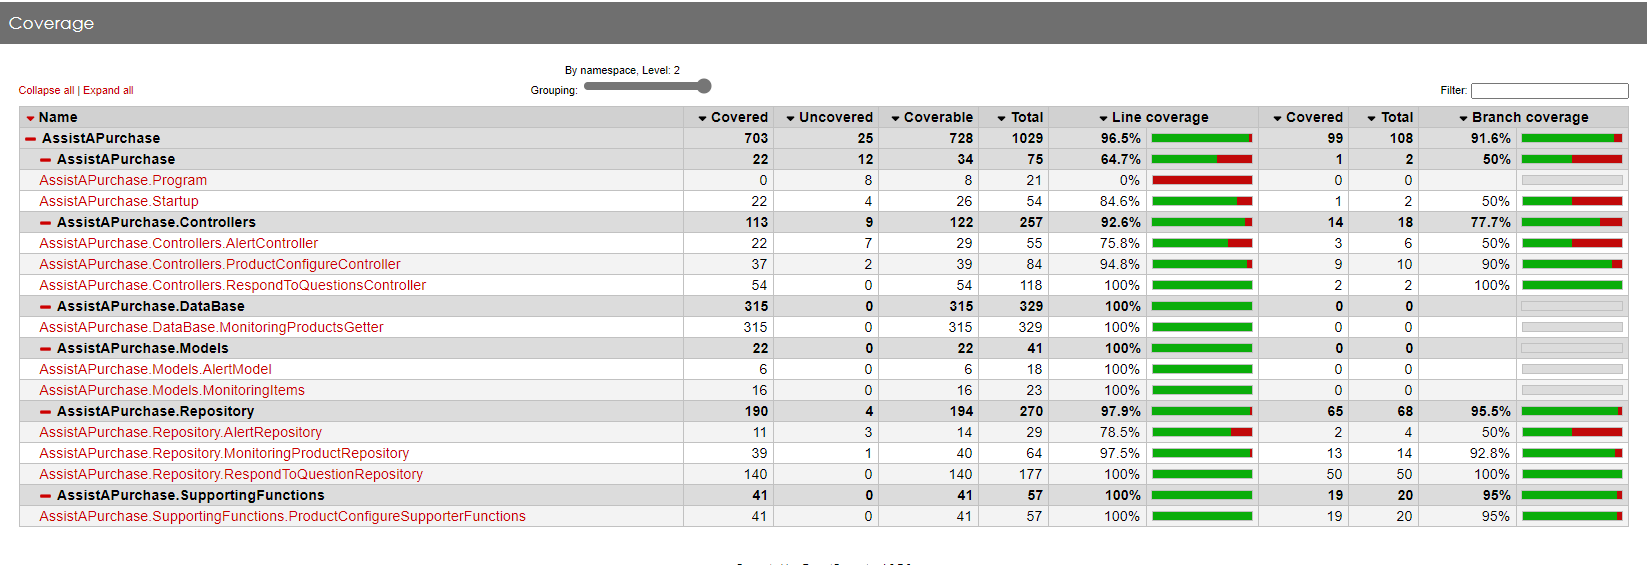 Coverage
By namespace, Level: 2
Collapse all | Expand all Grouping: Filter:
Name Covered Uncovered Coverable Total Line coverage Covered Total Branch coverage
AssistAPurchase 703 25 728 1029 96.5% 99 108 91.6%
AssistAPurchase 22 12 34 75 64.7% 1 2 50%
AssistAPurchase.Program 0 8 8 21 0% 0 0
AssistAPurchase.Startup 22 4 26 54 84.6% 1 2 50%
AssistAPurchase.Controllers 113 9 122 257 92.6% 14 18 77.7%
AssistAPurchase.Controllers.AlertController 22 7 29 55 75.8% 3 6 50%
AssistAPurchase.Controllers.ProductConfigureController 37 2 39 84 94.8% 9 10 90%
AssistAPurchase.Controllers.RespondToQuestionsController 54 0 54 118 100% 2 2 100%
AssistAPurchase.DataBase 315 0 315 329 100% 0 0
AssistAPurchase.DataBase.MonitoringProductsGetter 315 0 315 329 100% 0 0
AssistAPurchase.Models 22 0 22 41 100% 0 0
AssistAPurchase.Models.AlertModel 6 0 6 18 100% 0 0
AssistAPurchase.Models.MonitoringItems 16 0 16 23 100% 0 0
AssistAPurchase.Repository 190 4 194 270 97.9% 65 68 95.5%
AssistAPurchase.Repository.AlertRepository 11 3 14 29 78.5% 2 4 50%
AssistAPurchase.Repository.MonitoringProductRepository 39 1 40 64 97.5% 13 14 92.8%
AssistAPurchase.Repository.RespondToQuestionRepository 140 0 140 177 100% 50 50 100%
AssistAPurchase.SupportingFunctions 41 0 41 57 100% 19 20 95%
AssistAPurchase.SupportingFunctions.ProductConfigureSupporterFunctions 41 0 41 57 100% 19 20 95%